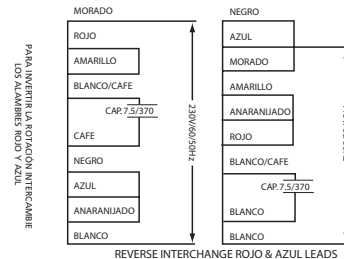 PARA INVERTIR LA ROTACIÓN INTERCAMBIE
LOS ALAMBRES ROJO Y AZUL
MORADO
ROJO
AMARILLO
BLANCO/CAFE
CAP. 7.5/370
CAFE
NEGRO
AZUL
ANARANIJADO
BLANCO
230V/60/50Hz
NEGRO
AZUL
MORADO
AMARILLO
ANARANIJADO
ROJO
BLANCO/CAFE
CAP. 7.5/370
BLANCO
BLANCO
REVERSE INTERCHANGE ROJO & AZUL LEADS